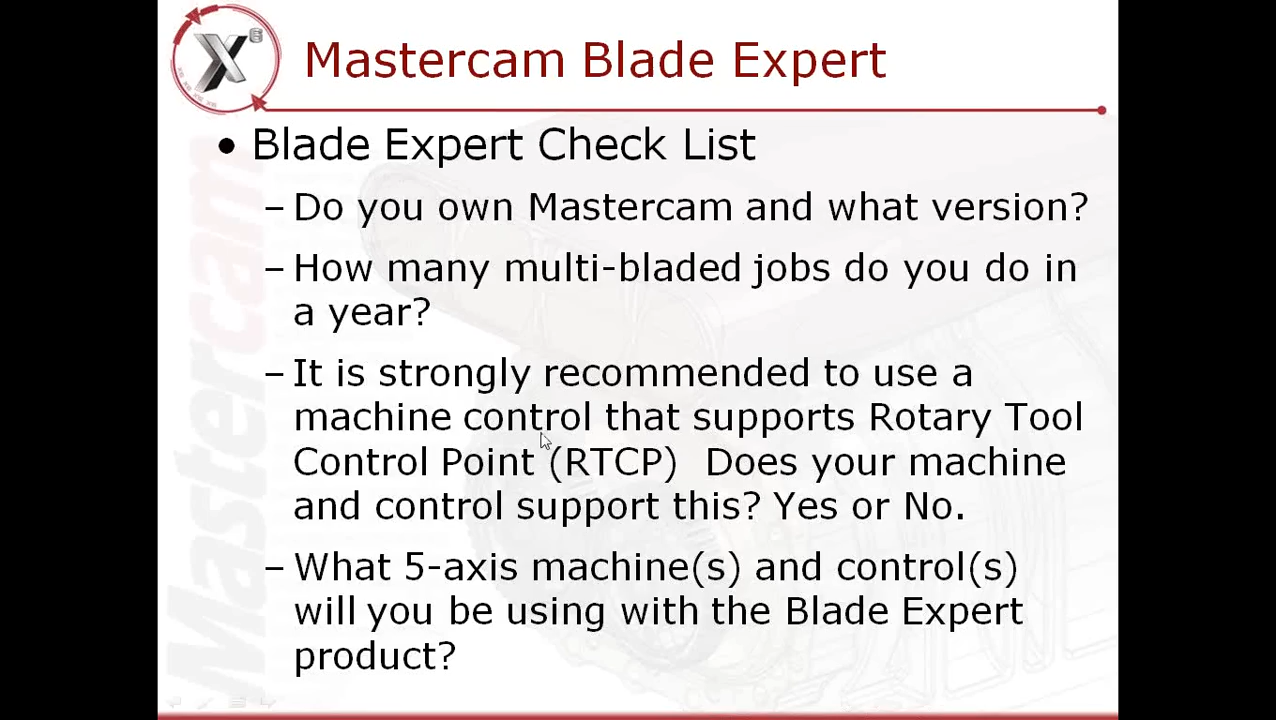 X6
Mastercam Blade Expert
• Blade Expert Check List
– Do you own Mastercam and what version?
– How many multi-bladed jobs do you do in
a year?
– It is strongly recommended to use a
machine control that supports Rotary Tool
Control Point (RTCP)  Does your machine
and control support this? Yes or No.
– What 5-axis machine(s) and control(s)
will you be using with the Blade Expert
product?
Mastercam